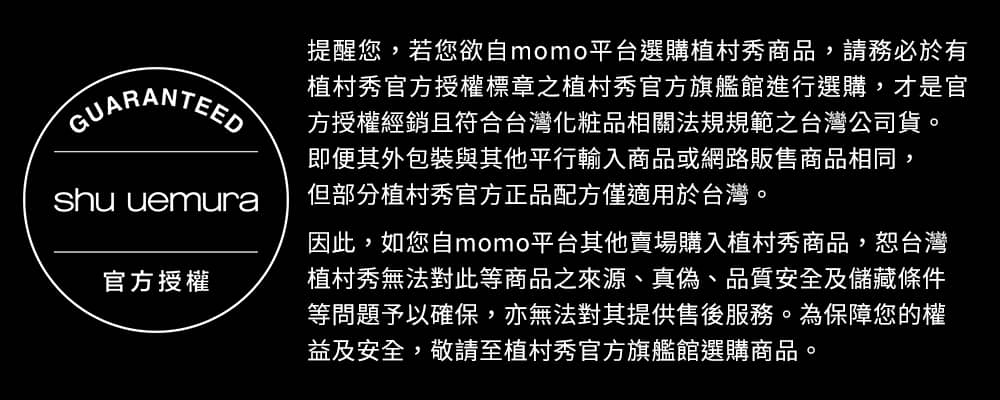 GUARANTEED
shu uemura
官方授權
提醒您，若您欲自momo平台選購植村秀商品，請務必於有
植村秀官方授權標章之植村秀官方旗艦館進行選購，才是官
方授權經銷且符合台灣化粧品相關法規規範之台灣公司貨。
即便其外包裝與其他平行輸入商品或網路販售商品相同，
但部分植村秀官方正品配方僅適用於台灣。
因此，如您自momo平台其他賣場購入植村秀商品，恕台灣
植村秀無法對此等商品之來源、真偽、品質安全及儲藏條件
等問題予以確保，亦無法對其提供售後服務。為保障您的權
益及安全，敬請至植村秀官方旗艦館選購商品。